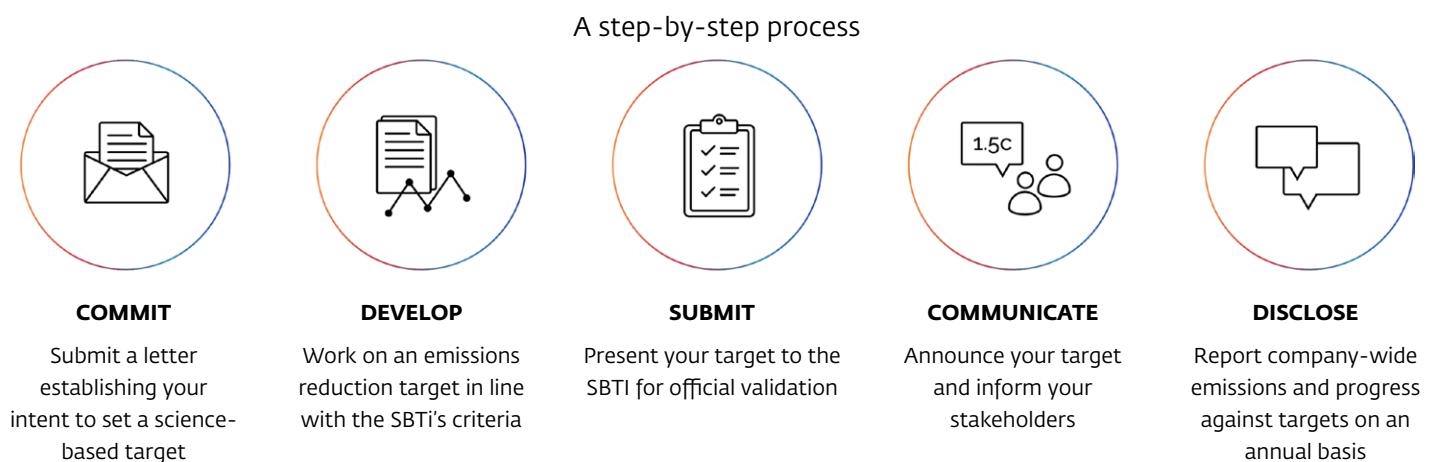 A step-by-step process
1.5c
COMMIT
Submit a letter
establishing your
intent to set a science-
based target
DEVELOP
Work on an emissions
reduction target in line
with the SBTi's criteria
SUBMIT
Present your target to the
SBTI for official validation
COMMUNICATE
Announce your target
and inform your
stakeholders
DISCLOSE
Report company-wide
emissions and progress
against targets on an
annual basis